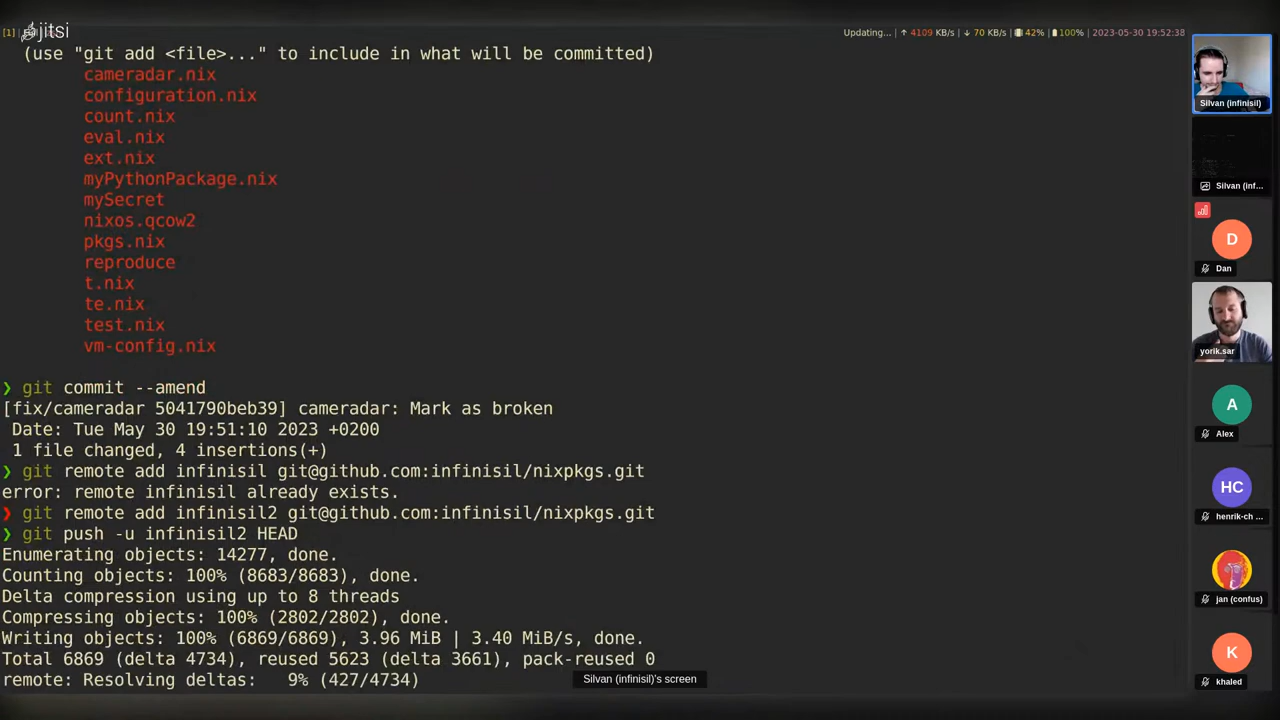 [1]
jitsi
Updating... | ↑ 4109 KB/s | ↓ 70 KB/s | 42% | 100% | 2023-05-30 19:52:38
(use "git add <file>..." to include in what will be committed)
cameradar.nix
configuration.nix
count.nix
eval.nix
ext.nix
myPythonPackage.nix
mySecret
nixos.qcow2
pkgs.nix
reproduce
t.nix
te.nix
test.nix
vm-config.nix
❯ git commit --amend
[fix/cameradar 5041790beb39] cameradar: Mark as broken
Date: Tue May 30 19:51:10 2023 +0200
1 file changed, 4 insertions(+)
❯ git remote add infinisil git@github.com:infinisil/nixpkgs.git
error: remote infinisil already exists.
❯ git remote add infinisil2 git@github.com:infinisil/nixpkgs.git
❯ git push -u infinisil2 HEAD
Enumerating objects: 14277, done.
Counting objects: 100% (8683/8683), done.
Delta compression using up to 8 threads
Compressing objects: 100% (2802/2802), done.
Writing objects: 100% (6869/6869), 3.96 MiB | 3.40 MiB/s, done.
Total 6869 (delta 4734), reused 5623 (delta 3661), pack-reused 0
remote: Resolving deltas:   9% (427/4734)
Silvan (infinisil)'s screen
Silvan (infinisil)
Silvan (inf...
D
Dan
yorik.sar
A
Alex
HC
henrik-ch ...
jan (confus)
K
khaled